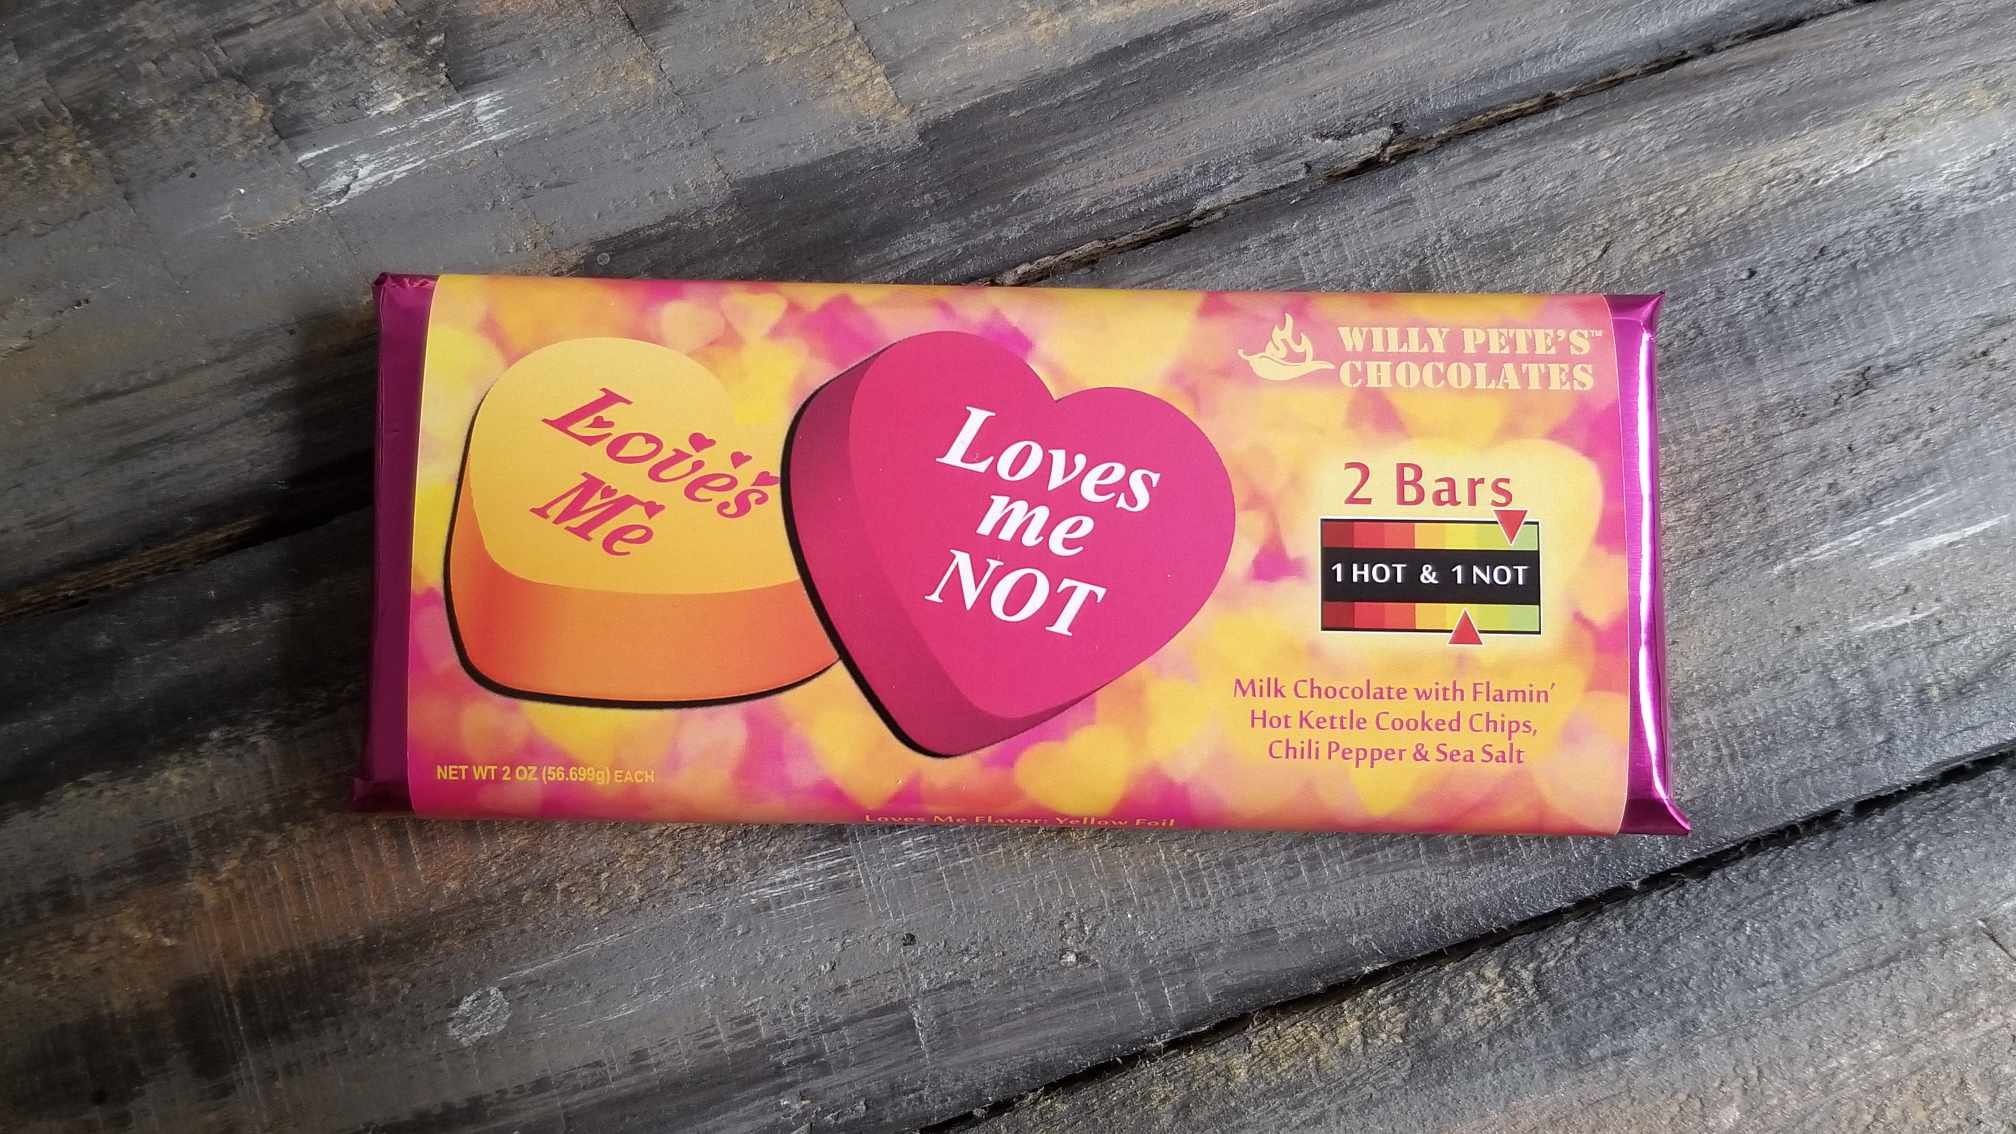 Loves
Me
Loves
me
NOT
WILLY PETE'S™
CHOCOLATES
2 Bars
1 HOT & 1 NOT
Milk Chocolate with Flamin'
Hot Kettle Cooked Chips,
Chili Pepper & Sea Salt
NET WT 2 OZ (56.699g) EACH
Loves Me Flavor: Yellow Foil